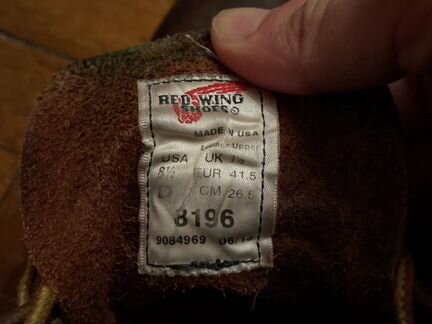 RED WING
SHOES
MADE IN USA
Leather Upper
USA UK 7½
8½ EUR 41.5
D CM 26.5
8196
9084969 06/